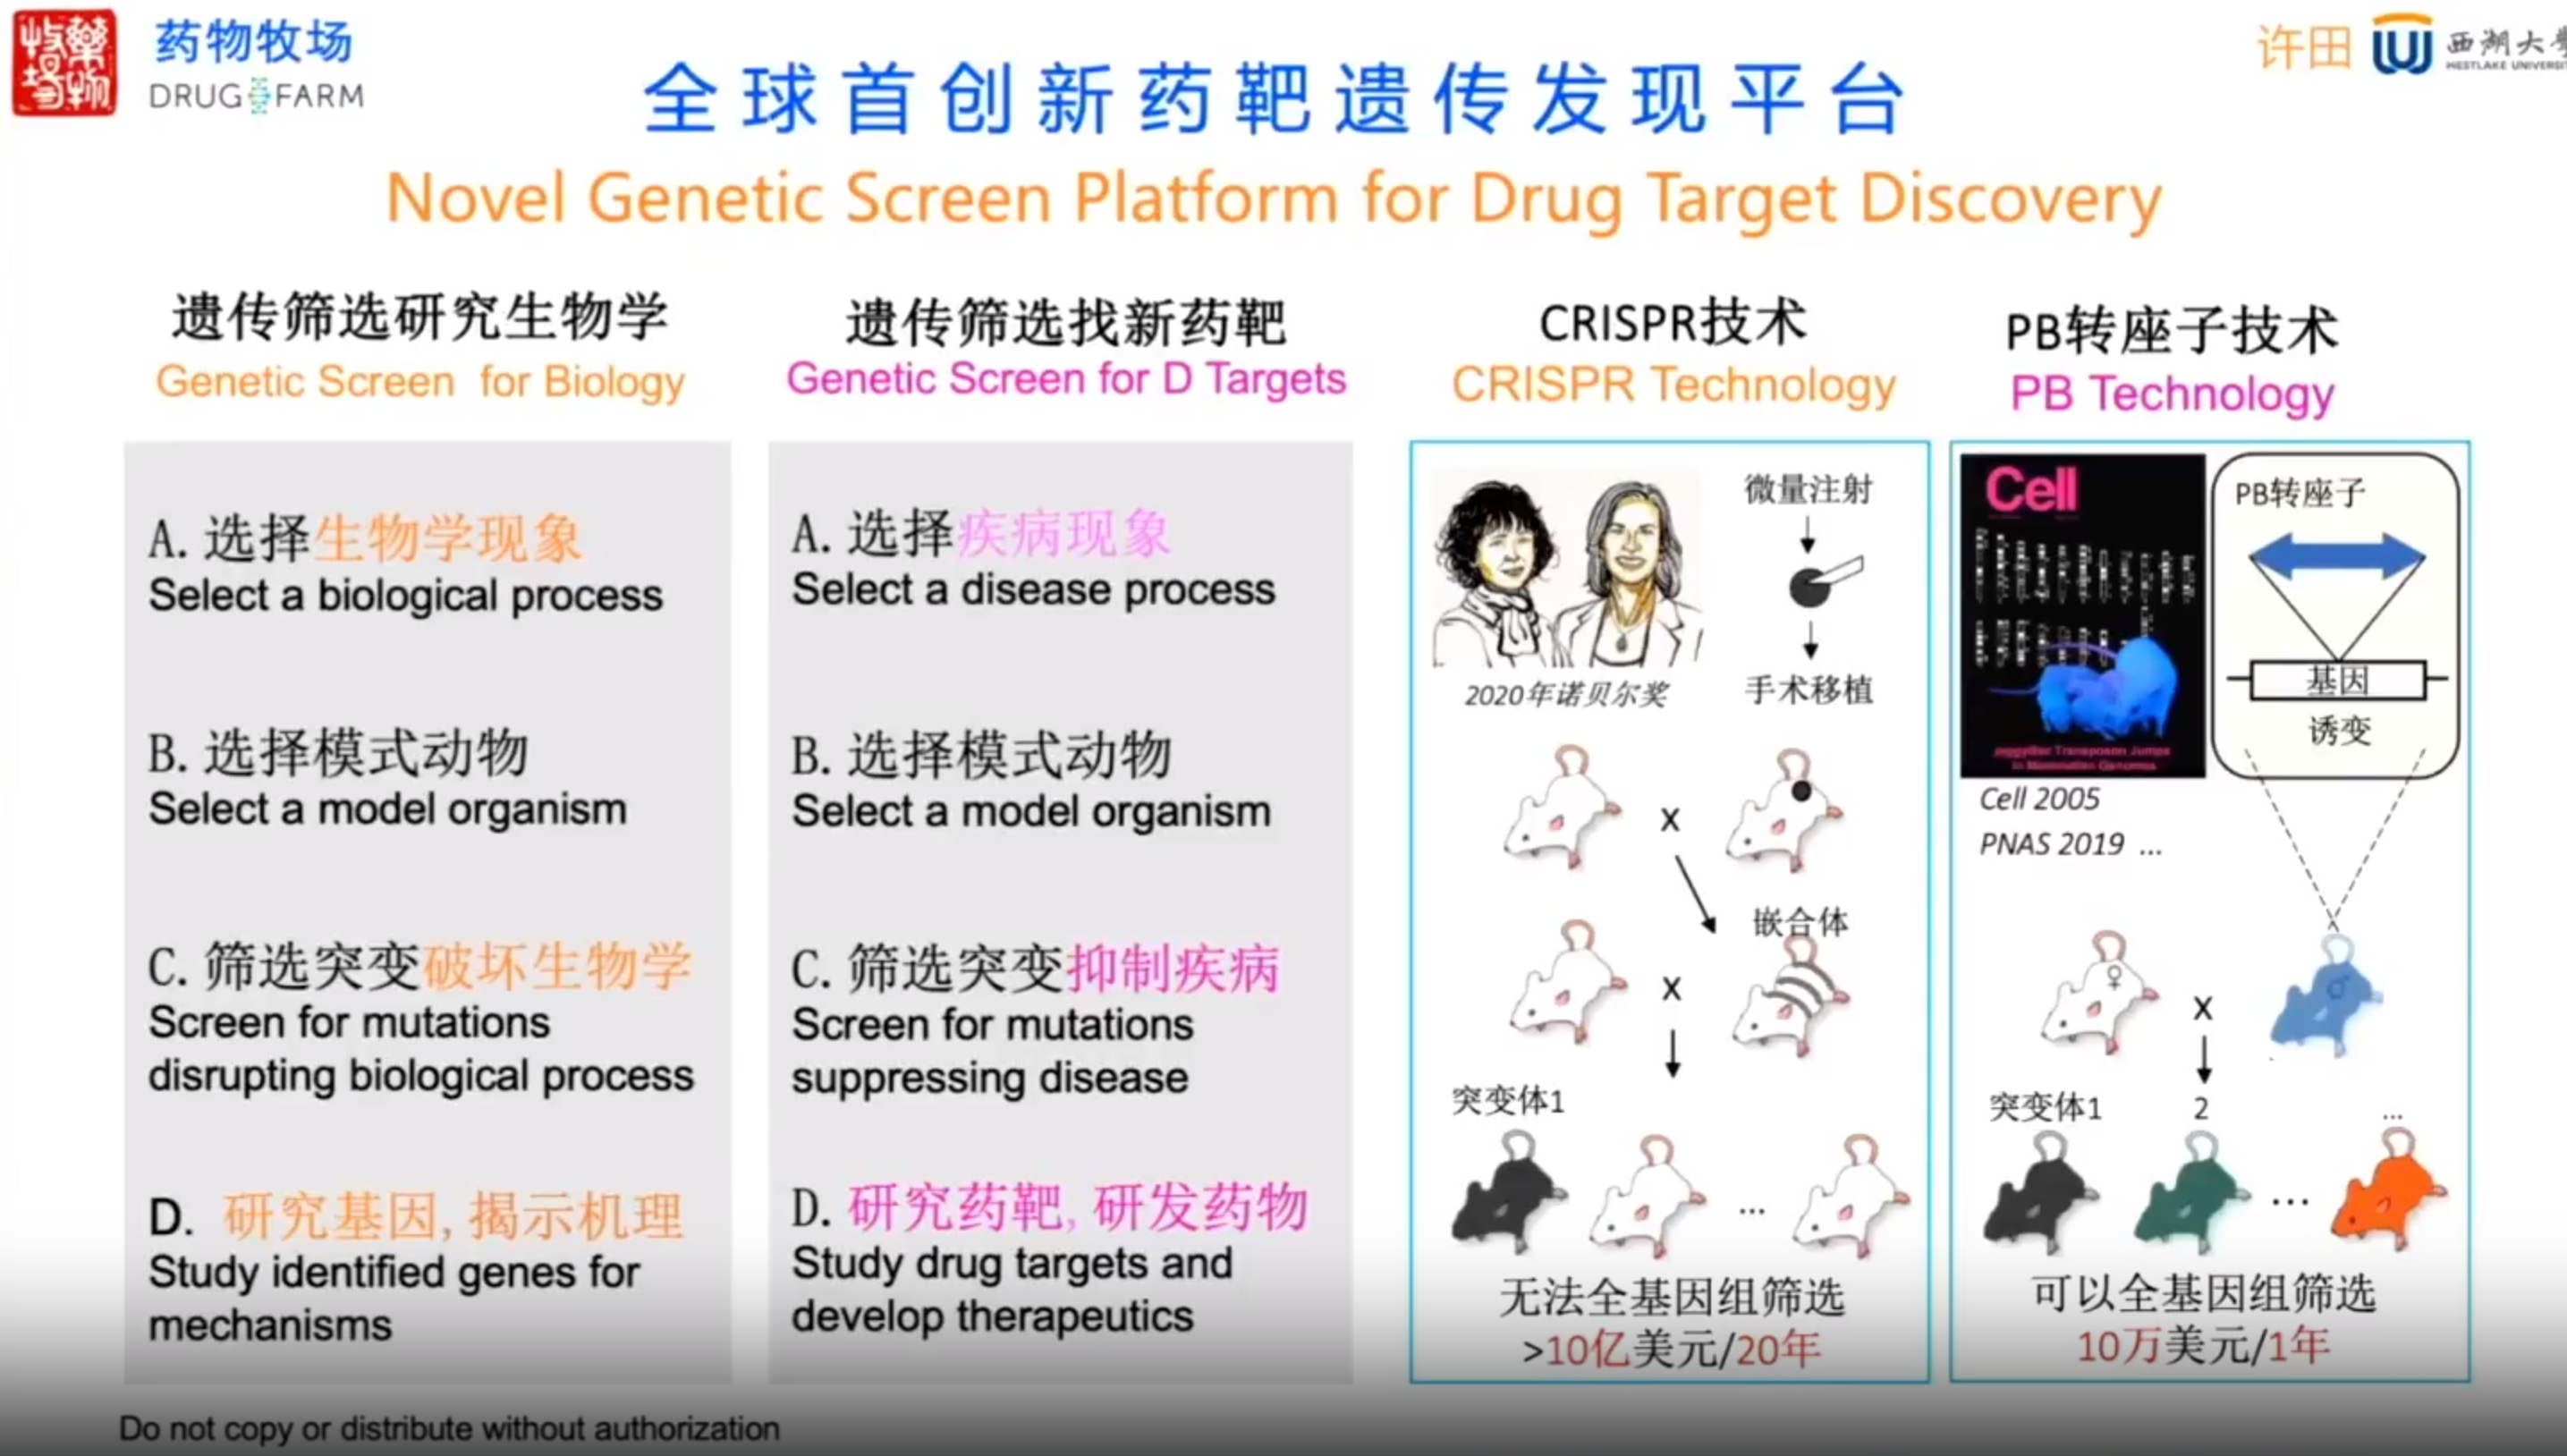 藥物
牧場
药物牧场
DRUG FARM
许田
西湖大學
WESTLAKE UNIVERSITY
全球首创新药靶遗传发现平台
Novel Genetic Screen Platform for Drug Target Discovery
遗传筛选研究生物学
Genetic Screen for Biology
A. 选择生物学现象
Select a biological process
B. 选择模式动物
Select a model organism
C. 筛选突变破坏生物学
Screen for mutations
disrupting biological process
D. 研究基因, 揭示机理
Study identified genes for
mechanisms
遗传筛选找新药靶
Genetic Screen for D Targets
A. 选择疾病现象
Select a disease process
B. 选择模式动物
Select a model organism
C. 筛选突变抑制疾病
Screen for mutations
suppressing disease
D. 研究药靶, 研发药物
Study drug targets and
develop therapeutics
CRISPR技术
CRISPR Technology
微量注射
手术移植
2020年诺贝尔奖
x
嵌合体
x
突变体1
...
无法全基因组筛选
>10亿美元/20年
PB转座子技术
PB Technology
Cell
piggyBac Transposon Jumps
in Mammalian Genomes
PB转座子
基因
诱变
Cell 2005
PNAS 2019 ...
♀
x
♂
突变体1 2 ...
...
可以全基因组筛选
10万美元/1年
Do not copy or distribute without authorization